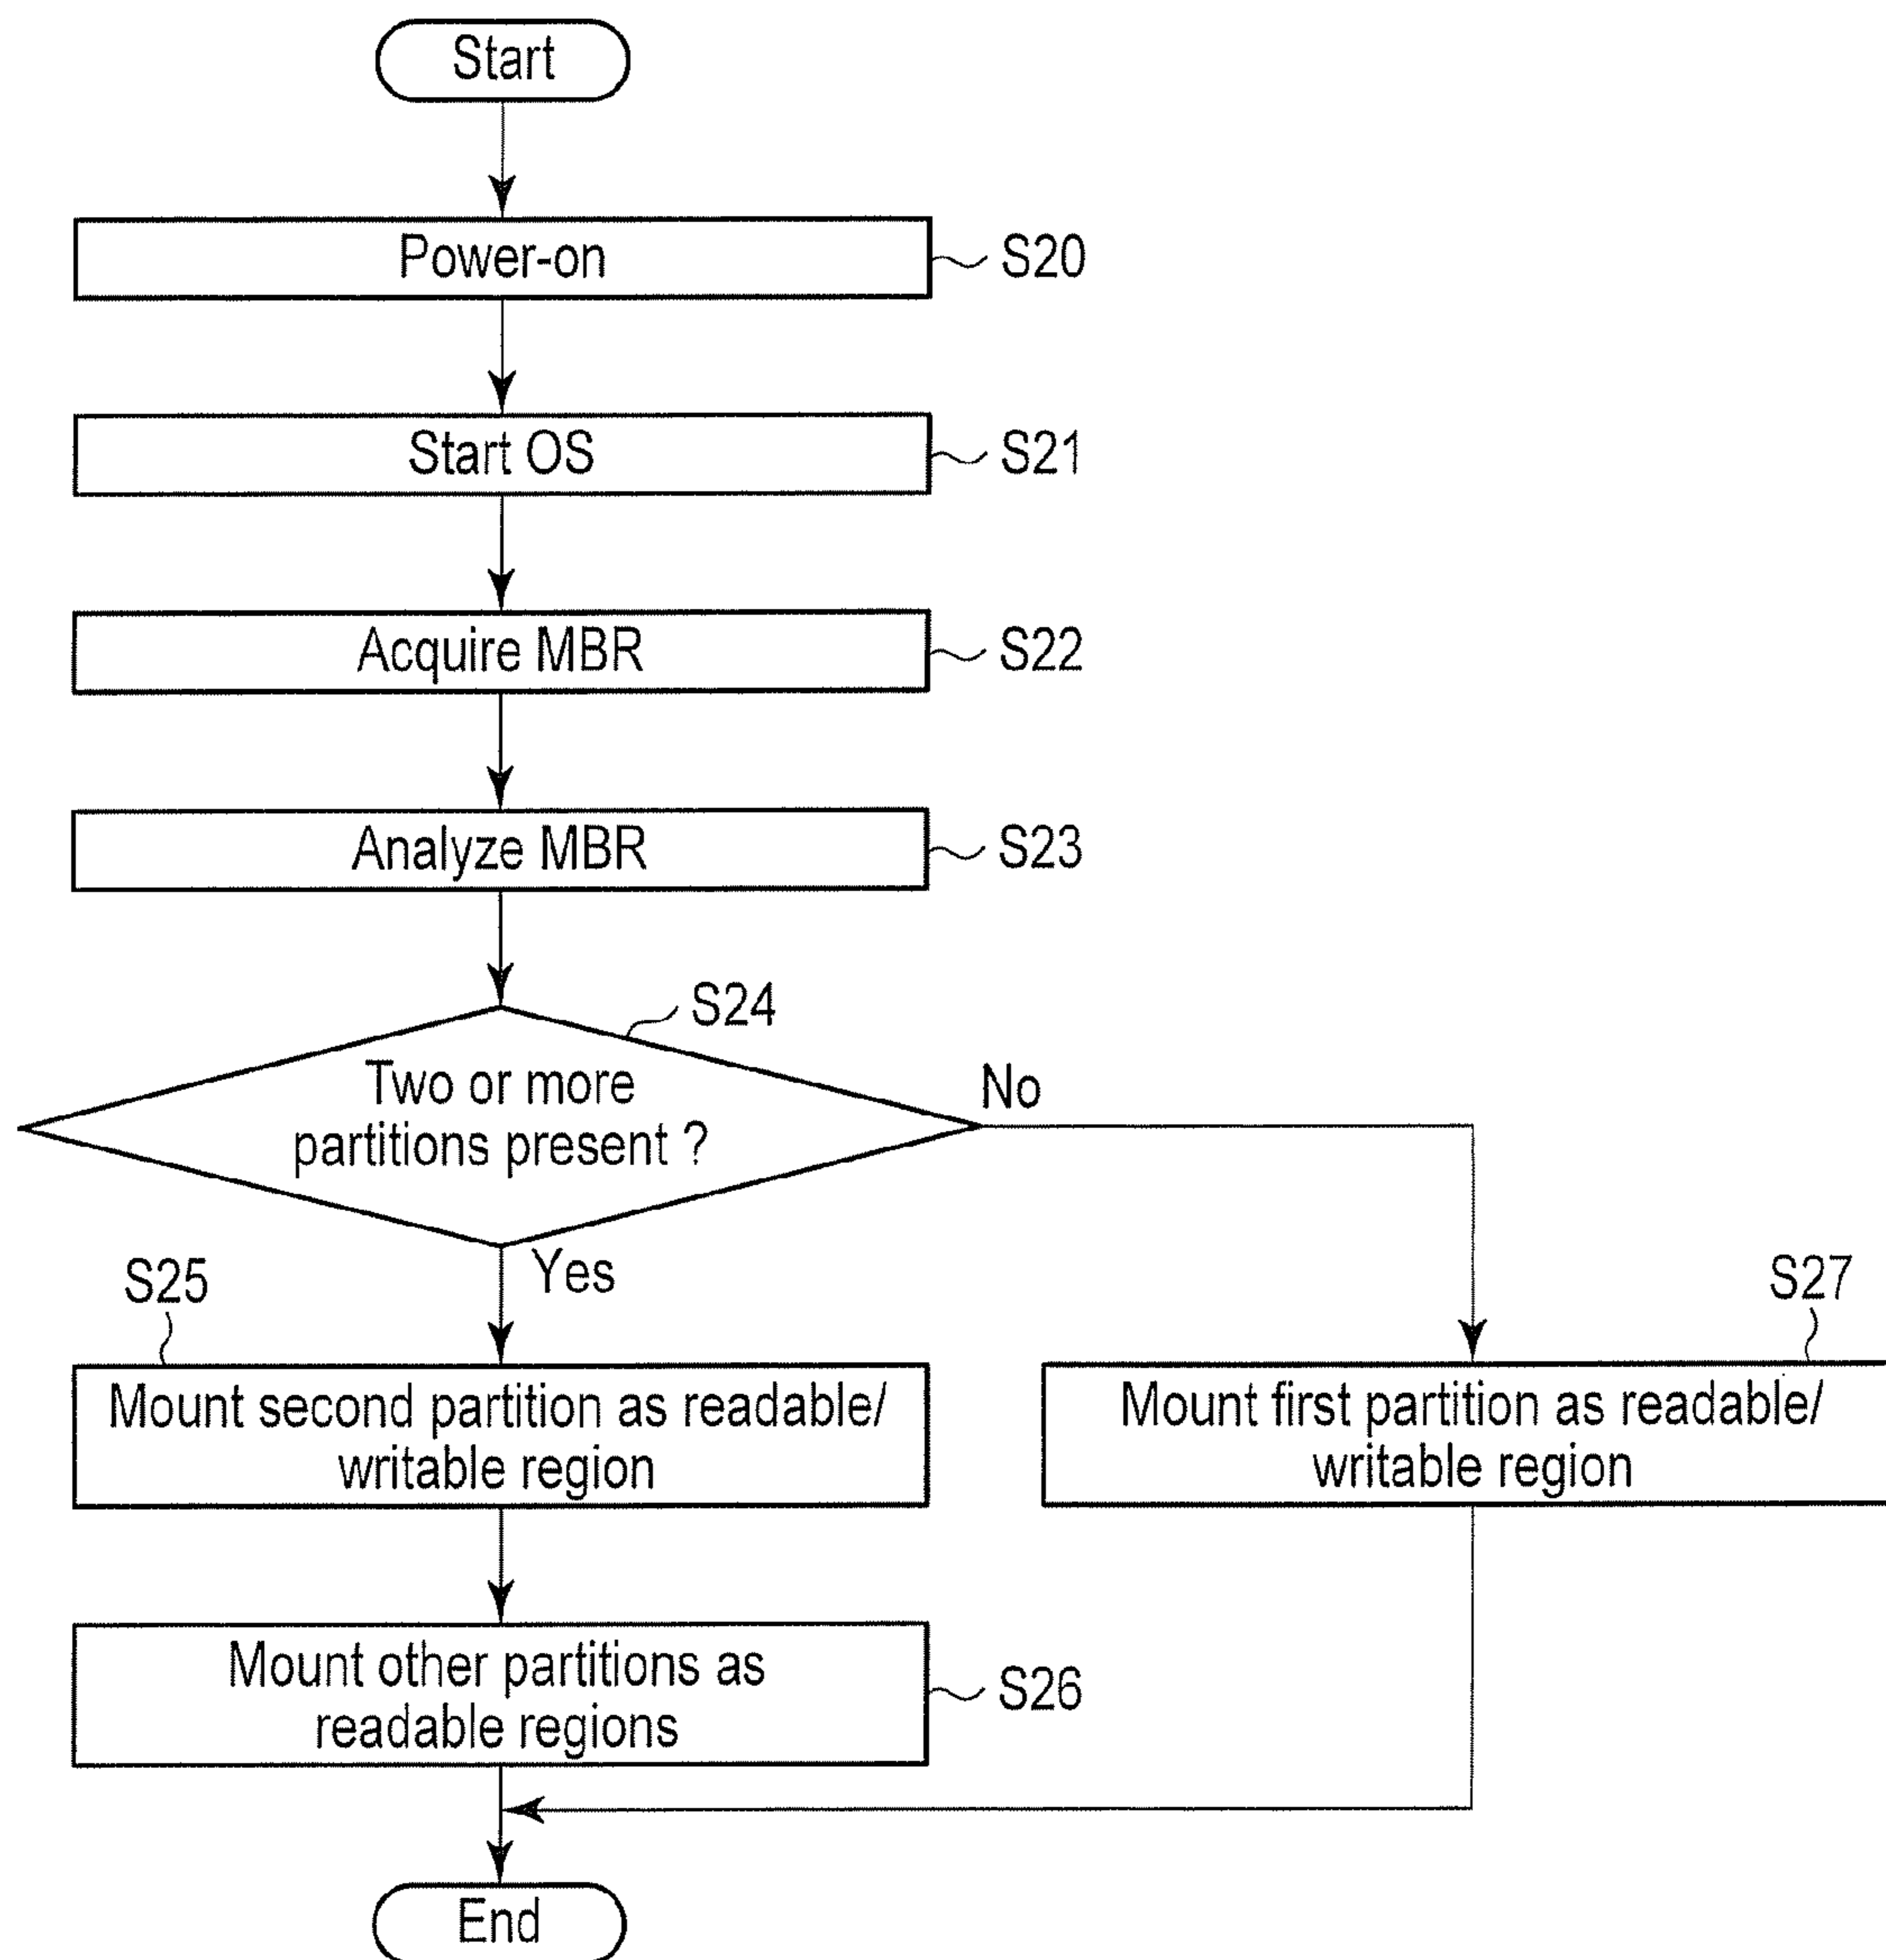 Start
Power-on
S20
Start OS
S21
Acquire MBR
S22
Analyze MBR
S23
S24
Two or more
partitions present ?
No
Yes
S25
S27
Mount second partition as readable/
writable region
Mount first partition as readable/
writable region
Mount other partitions as
readable regions
S26
End